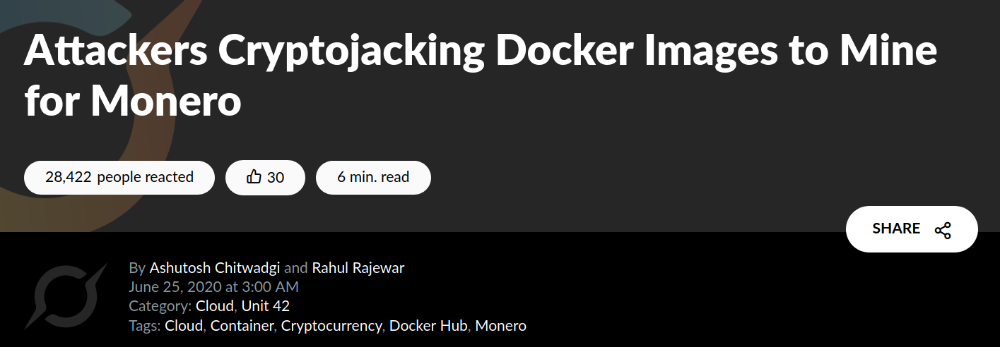 Attackers Cryptojacking Docker Images to Mine
for Monero
28,422 people reacted
30
6 min. read
SHARE
By Ashutosh Chitwadgi and Rahul Rajewar
June 25, 2020 at 3:00 AM
Category: Cloud, Unit 42
Tags: Cloud, Container, Cryptocurrency, Docker Hub, Monero